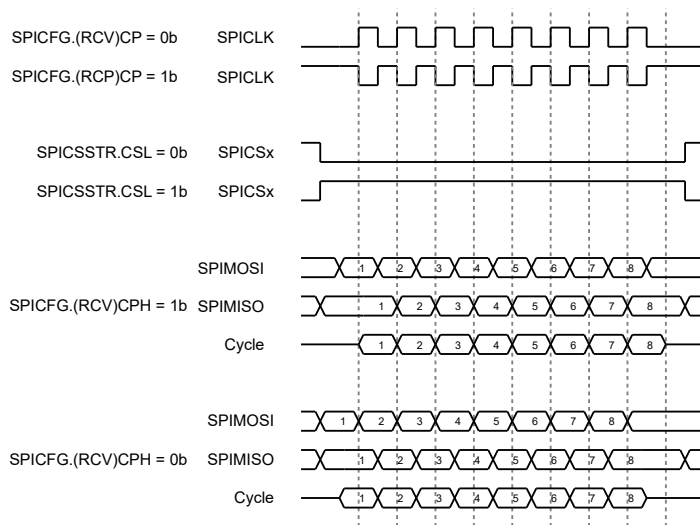 SPICFG.(RCV)CP = 0b SPICLK
SPICFG.(RCP)CP = 1b SPICLK
SPICSSTR.CSL = 0b SPICSx
SPICSSTR.CSL = 1b SPICSx
SPIMOSI 1 2 3 4 5 6 7 8
SPICFG.(RCV)CPH = 1b SPIMISO 1 2 3 4 5 6 7 8
Cycle 1 2 3 4 5 6 7 8
SPIMOSI 1 2 3 4 5 6 7 8
SPICFG.(RCV)CPH = 0b SPIMISO 1 2 3 4 5 6 7 8
Cycle 1 2 3 4 5 6 7 8